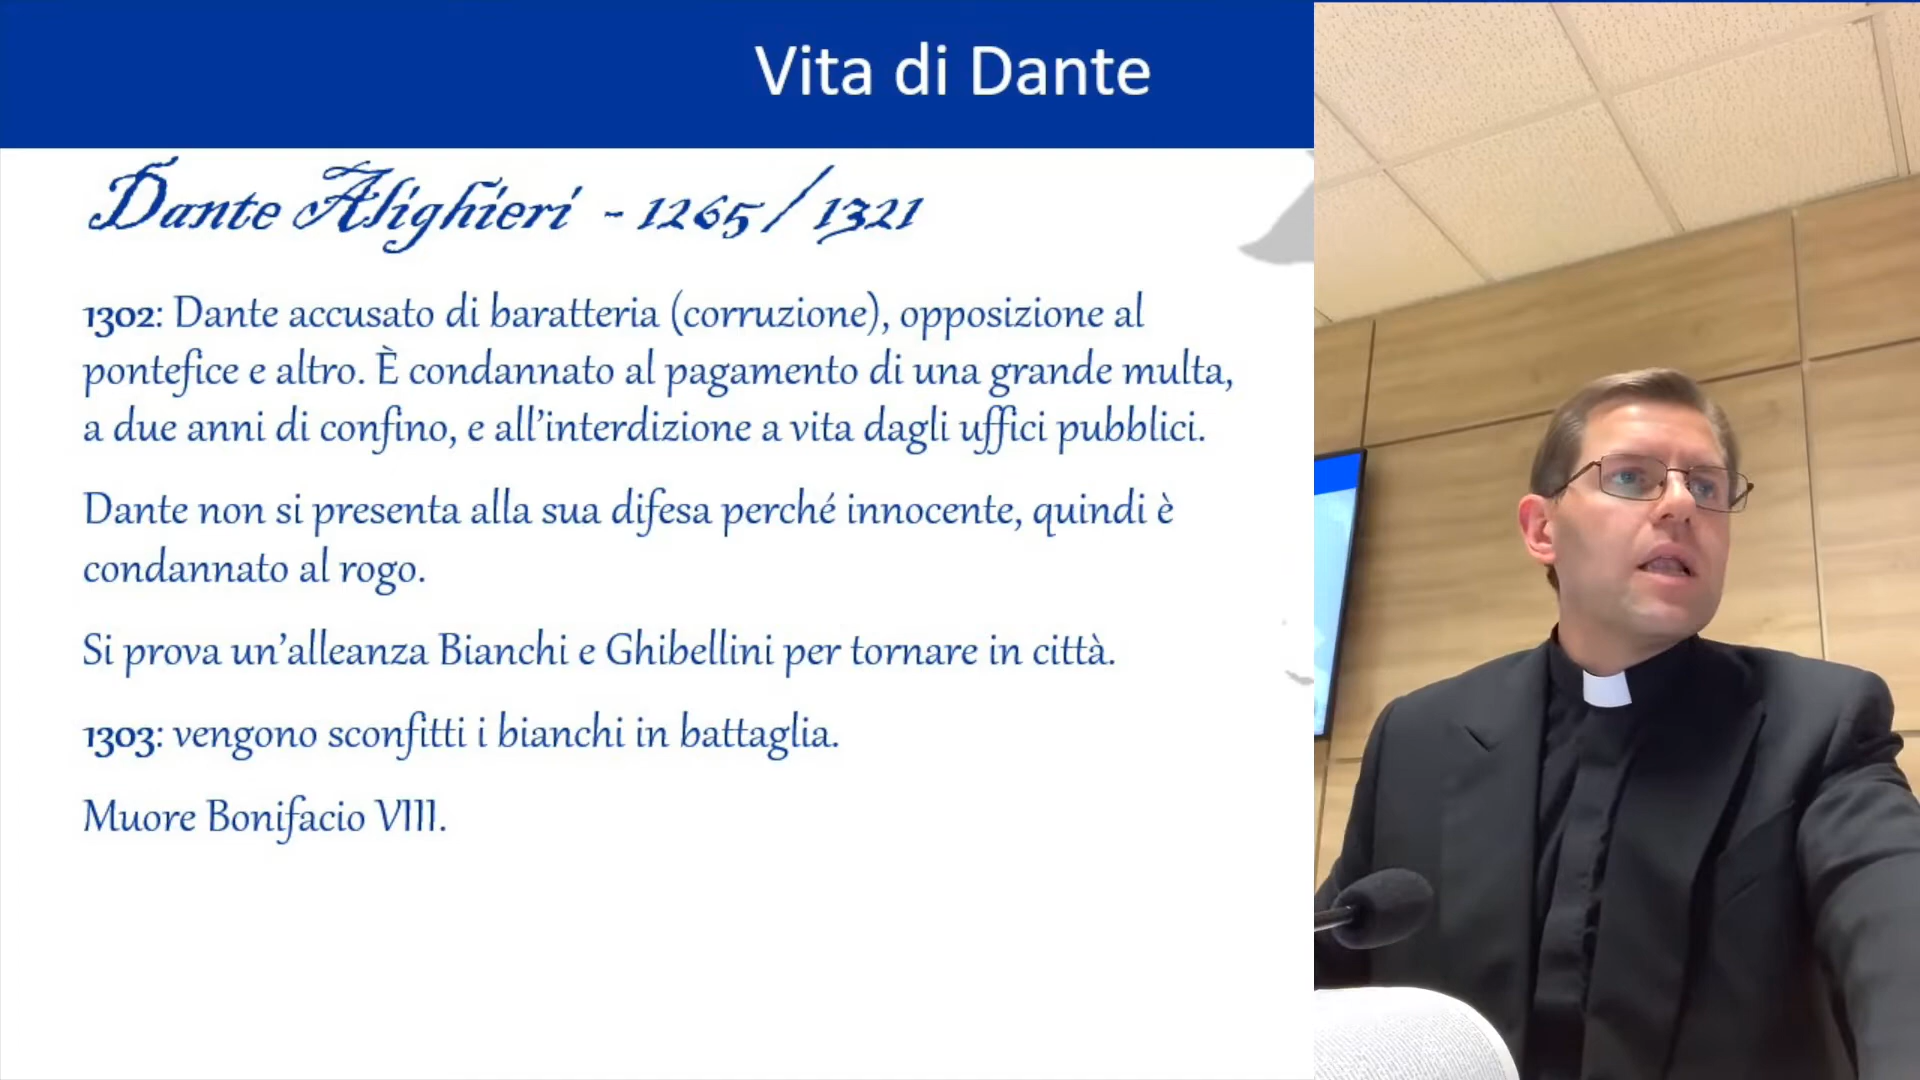 Vita di Dante
Dante Alighieri - 1265/1321
1302: Dante accusato di baratteria (corruzione), opposizione al
pontefice e altro. È condannato al pagamento di una grande multa,
a due anni di confino, e all'interdizione a vita dagli uffici pubblici.
Dante non si presenta alla sua difesa perché innocente, quindi è
condannato al rogo.
Si prova un'alleanza Bianchi e Ghibellini per tornare in città.
1303: vengono sconfitti i bianchi in battaglia.
Muore Bonifacio VIII.